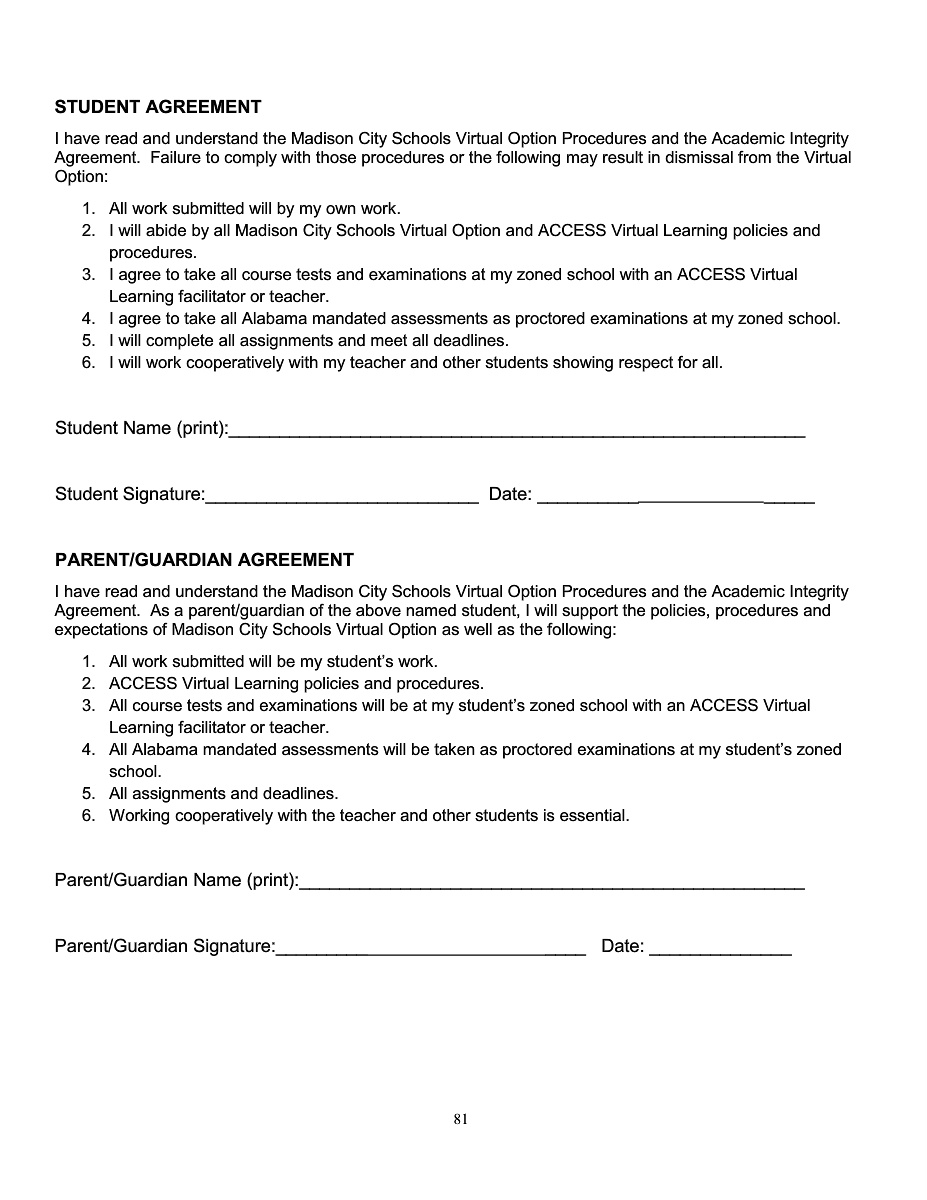 STUDENT AGREEMENT
I have read and understand the Madison City Schools Virtual Option Procedures and the Academic Integrity
Agreement.  Failure to comply with those procedures or the following may result in dismissal from the Virtual
Option:
1. All work submitted will by my own work.
2. I will abide by all Madison City Schools Virtual Option and ACCESS Virtual Learning policies and
procedures.
3. I agree to take all course tests and examinations at my zoned school with an ACCESS Virtual
Learning facilitator or teacher.
4. I agree to take all Alabama mandated assessments as proctored examinations at my zoned school.
5. I will complete all assignments and meet all deadlines.
6. I will work cooperatively with my teacher and other students showing respect for all.
Student Name (print):_________________________________________________________
Student Signature:___________________________ Date: ___________________________
PARENT/GUARDIAN AGREEMENT
I have read and understand the Madison City Schools Virtual Option Procedures and the Academic Integrity
Agreement.  As a parent/guardian of the above named student, I will support the policies, procedures and
expectations of Madison City Schools Virtual Option as well as the following:
1. All work submitted will be my student’s work.
2. ACCESS Virtual Learning policies and procedures.
3. All course tests and examinations will be at my student’s zoned school with an ACCESS Virtual
Learning facilitator or teacher.
4. All Alabama mandated assessments will be taken as proctored examinations at my student’s zoned
school.
5. All assignments and deadlines.
6. Working cooperatively with the teacher and other students is essential.
Parent/Guardian Name (print):__________________________________________________
Parent/Guardian Signature:_______________________________ Date: ______________
81